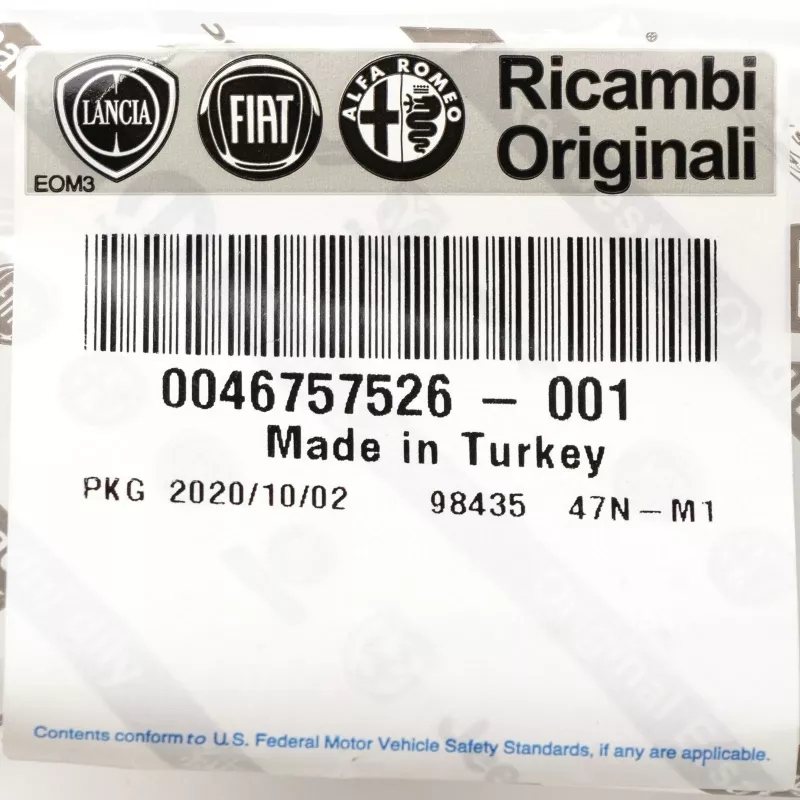 LANCIA
FIAT
ALFA ROMEO
Ricambi
Originali
EOM3
0046757526 - 001
Made in Turkey
PKG 2020/10/02 98435 47N-M1
Contents conform to U.S. Federal Motor Vehicle Safety Standards, if any are applicable.